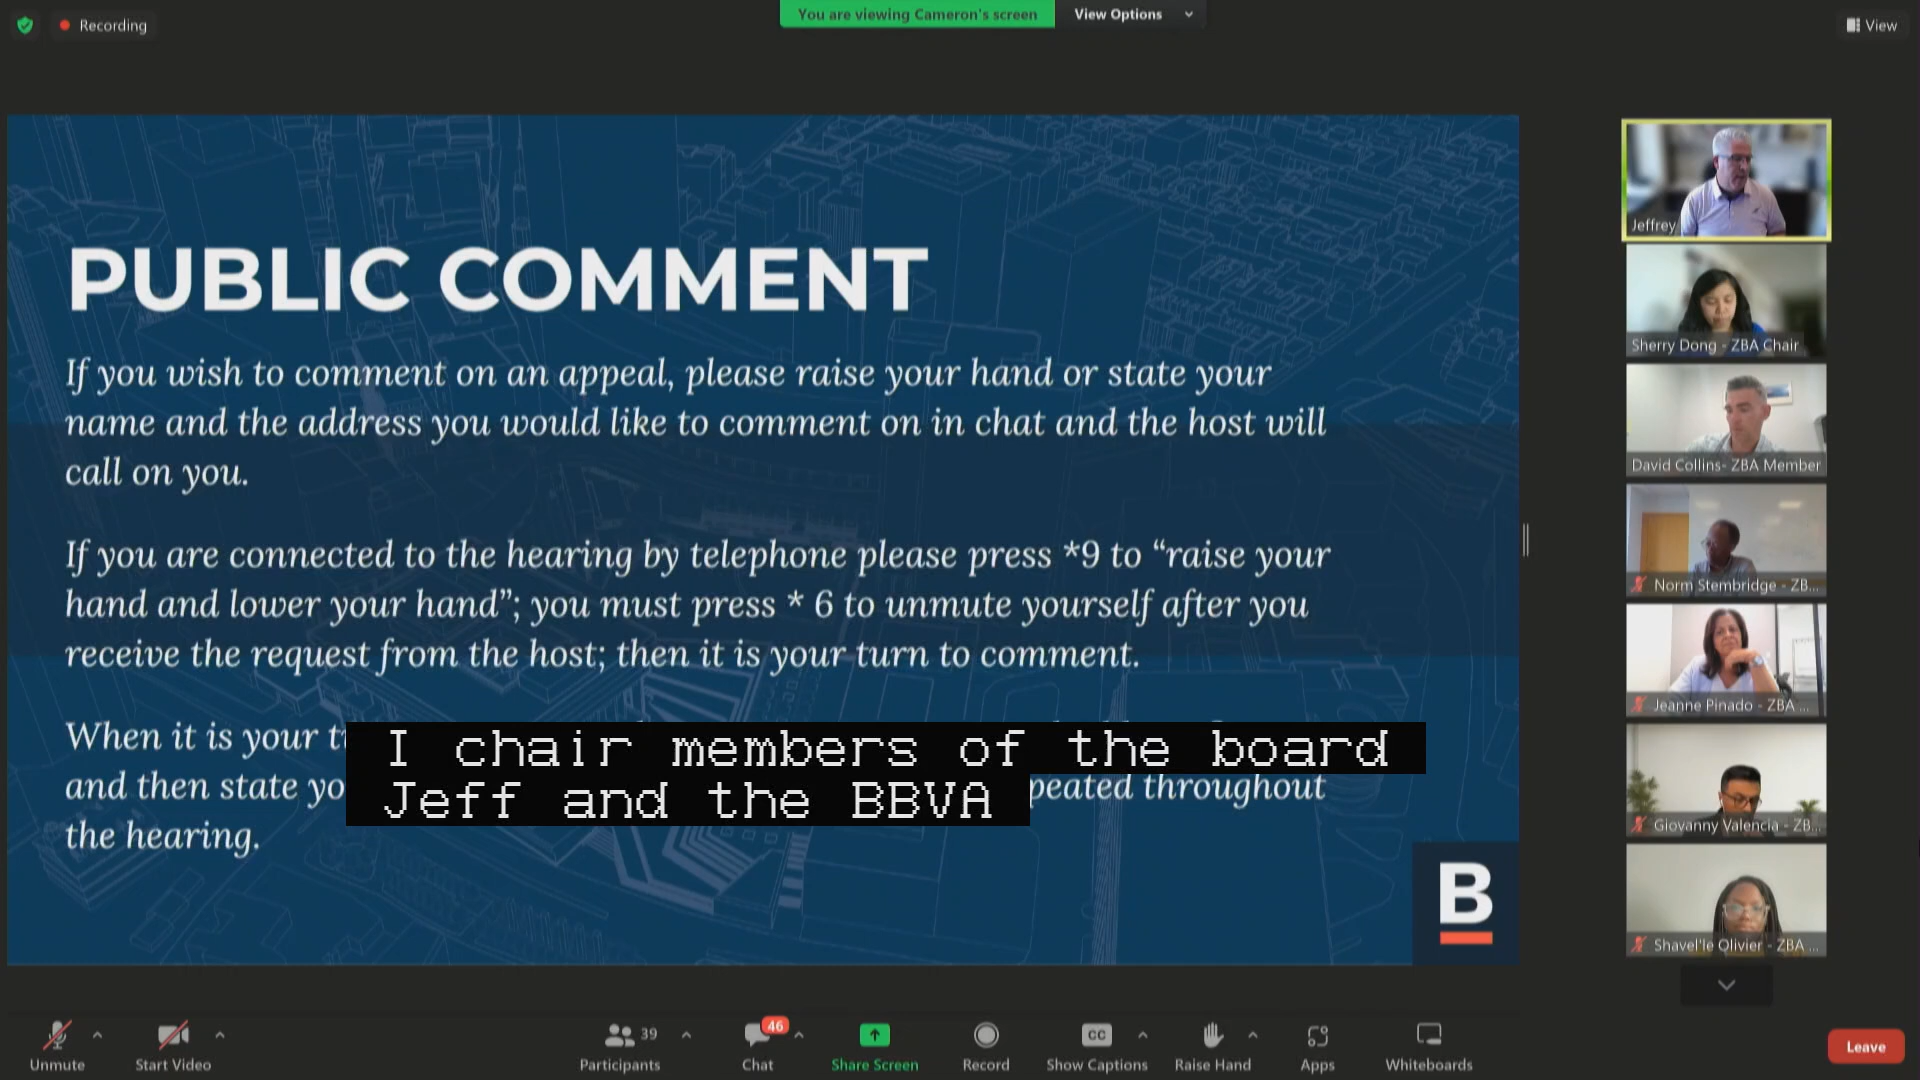 Recording
You are viewing Cameron's screen
View Options
View
PUBLIC COMMENT
If you wish to comment on an appeal, please raise your hand or state your
name and the address you would like to comment on in chat and the host will
call on you.
If you are connected to the hearing by telephone please press *9 to “raise your
hand and lower your hand”; you must press * 6 to unmute yourself after you
receive the request from the host; then it is your turn to comment.
When it is your
and then state
peated throughout
the hearing.
I chair members of the board
Jeff and the BBVA
B
Jeffrey
Sherry Dong - ZBA Chair
David Collins- ZBA Member
Norm Stembridge - ZB...
Jeanne Pinado - ZBA ...
Giovanny Valencia - ZB...
Shavel'le Olivier - ZBA ...
Unmute
Start Video
39
Participants
46
Chat
Share Screen
Record
CC
Show Captions
Raise Hand
Apps
Whiteboards
Leave